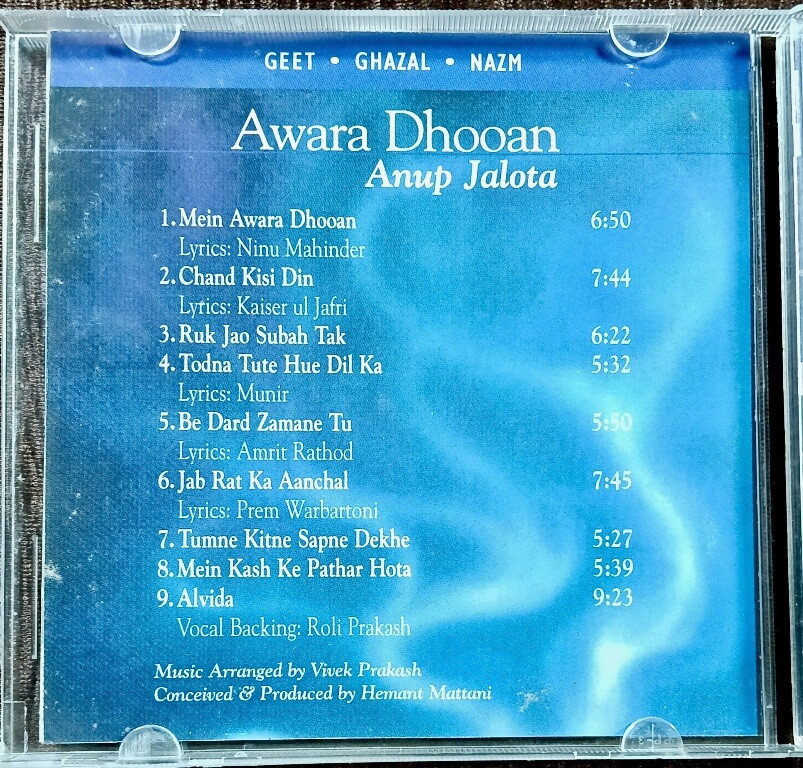 GEET • GHAZAL • NAZM
Awara Dhooan
Anup Jalota
1. Mein Awara Dhooan 6:50
Lyrics: Ninu Mahinder
2. Chand Kisi Din 7:44
Lyrics: Kaiser ul Jafri
3. Ruk Jao Subah Tak 6:22
4. Todna Tute Hue Dil Ka 5:32
Lyrics: Munir
5. Be Dard Zamane Tu 5:50
Lyrics: Amrit Rathod
6. Jab Rat Ka Aanchal 7:45
Lyrics: Prem Warbartoni
7. Tumne Kitne Sapne Dekhe 5:27
8. Mein Kash Ke Pathar Hota 5:39
9. Alvida 9:23
Vocal Backing: Roli Prakash
Music Arranged by Vivek Prakash
Conceived & Produced by Hemant Mattani